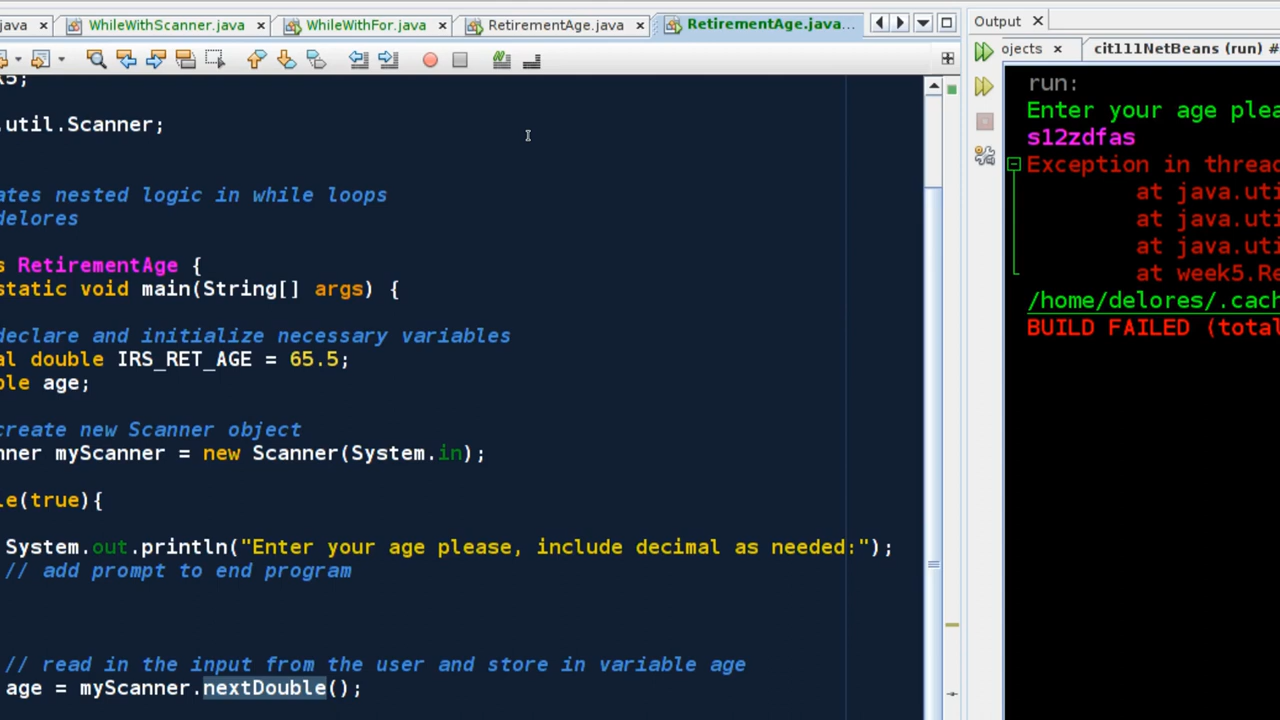 java
WhileWithScanner.java
WhileWithFor.java
RetirementAge.java
RetirementAge.java...
Output
ojects
cit111NetBeans (run) #
.util.Scanner;
ates nested logic in while loops
delores
s RetirementAge {
static void main(String[] args) {
declare and initialize necessary variables
al double IRS_RET_AGE = 65.5;
ble age;
create new Scanner object
nner myScanner = new Scanner(System.in);
le(true){
System.out.println("Enter your age please, include decimal as needed:");
// add prompt to end program
// read in the input from the user and store in variable age
age = myScanner.nextDouble();
run:
Enter your age plea
s12zdfas
Exception in thread
at java.uti
at java.uti
at java.uti
at week5.Re
/home/delores/.cach
BUILD FAILED (total